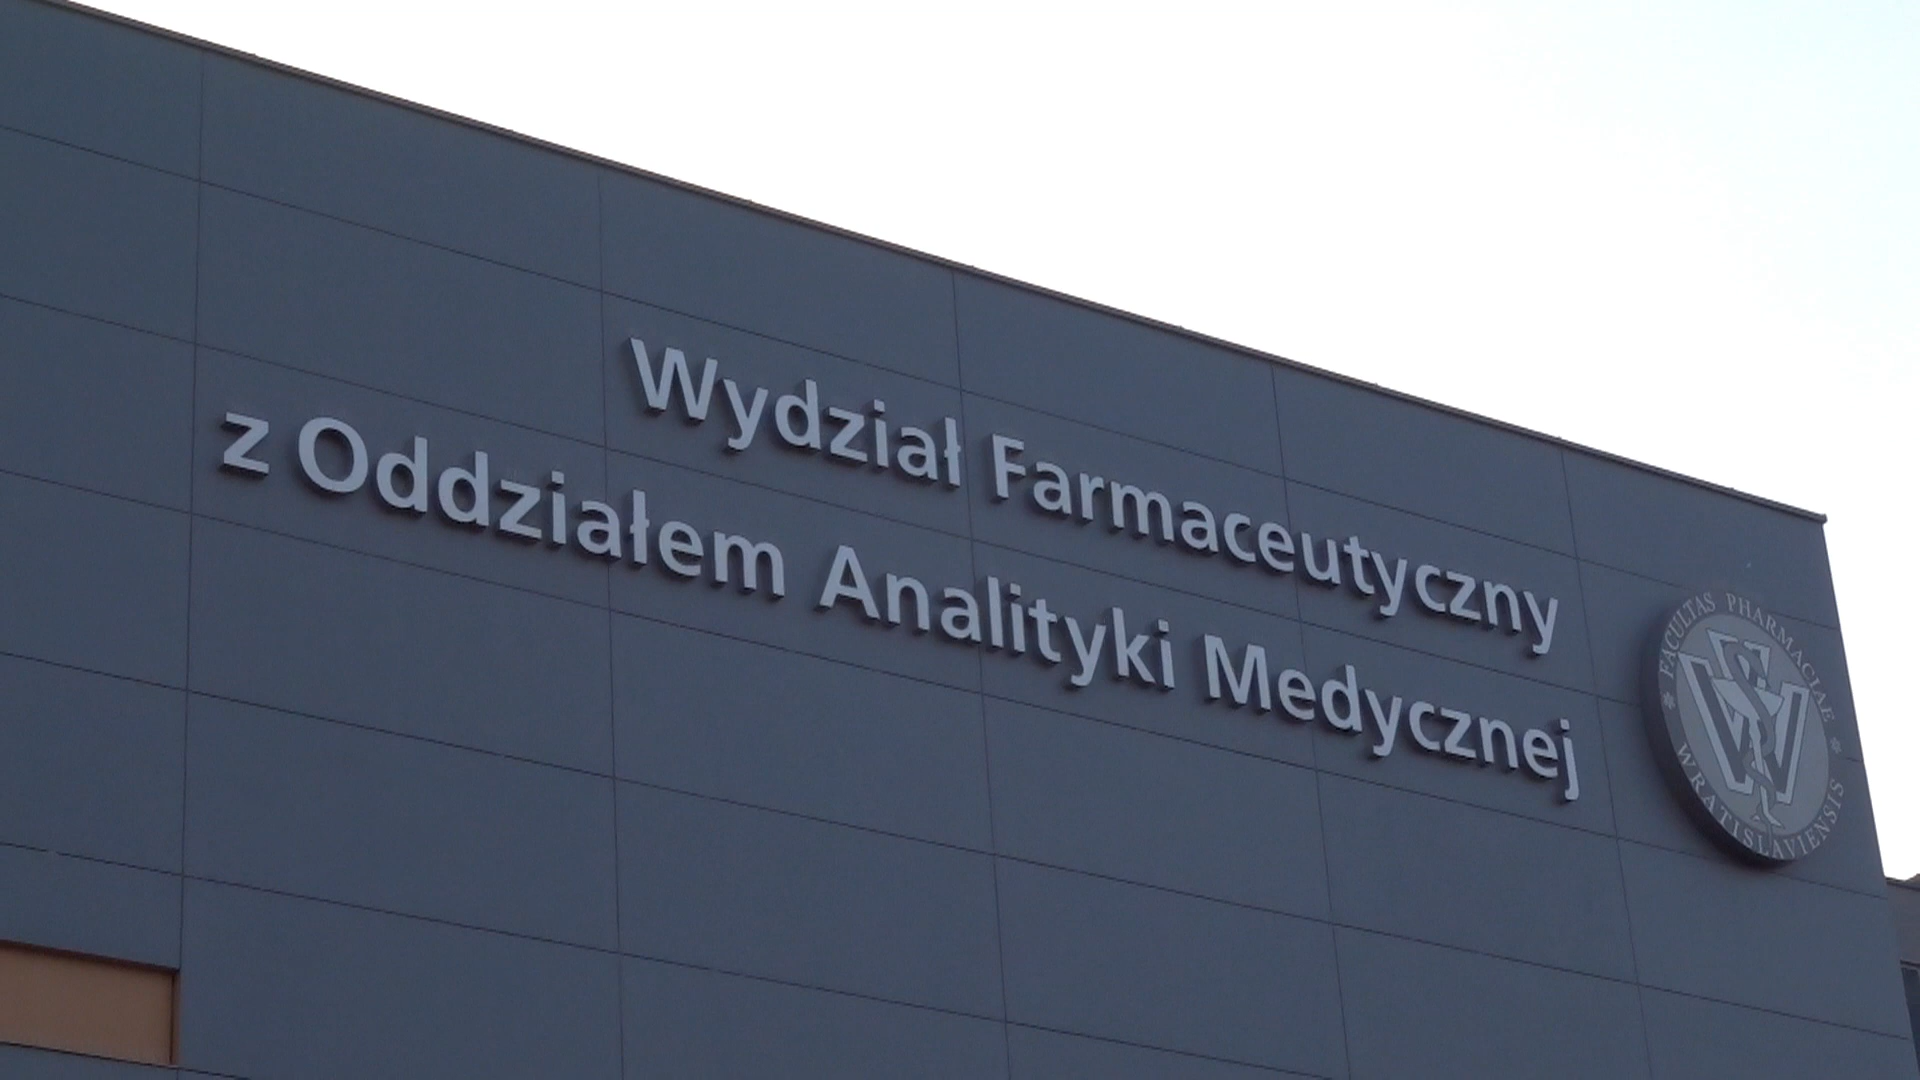 Wydział Farmaceutyczny
z Oddziałem Analityki Medycznej
FACULTAS PHARMACIAE
WRATISLAVIENSIS